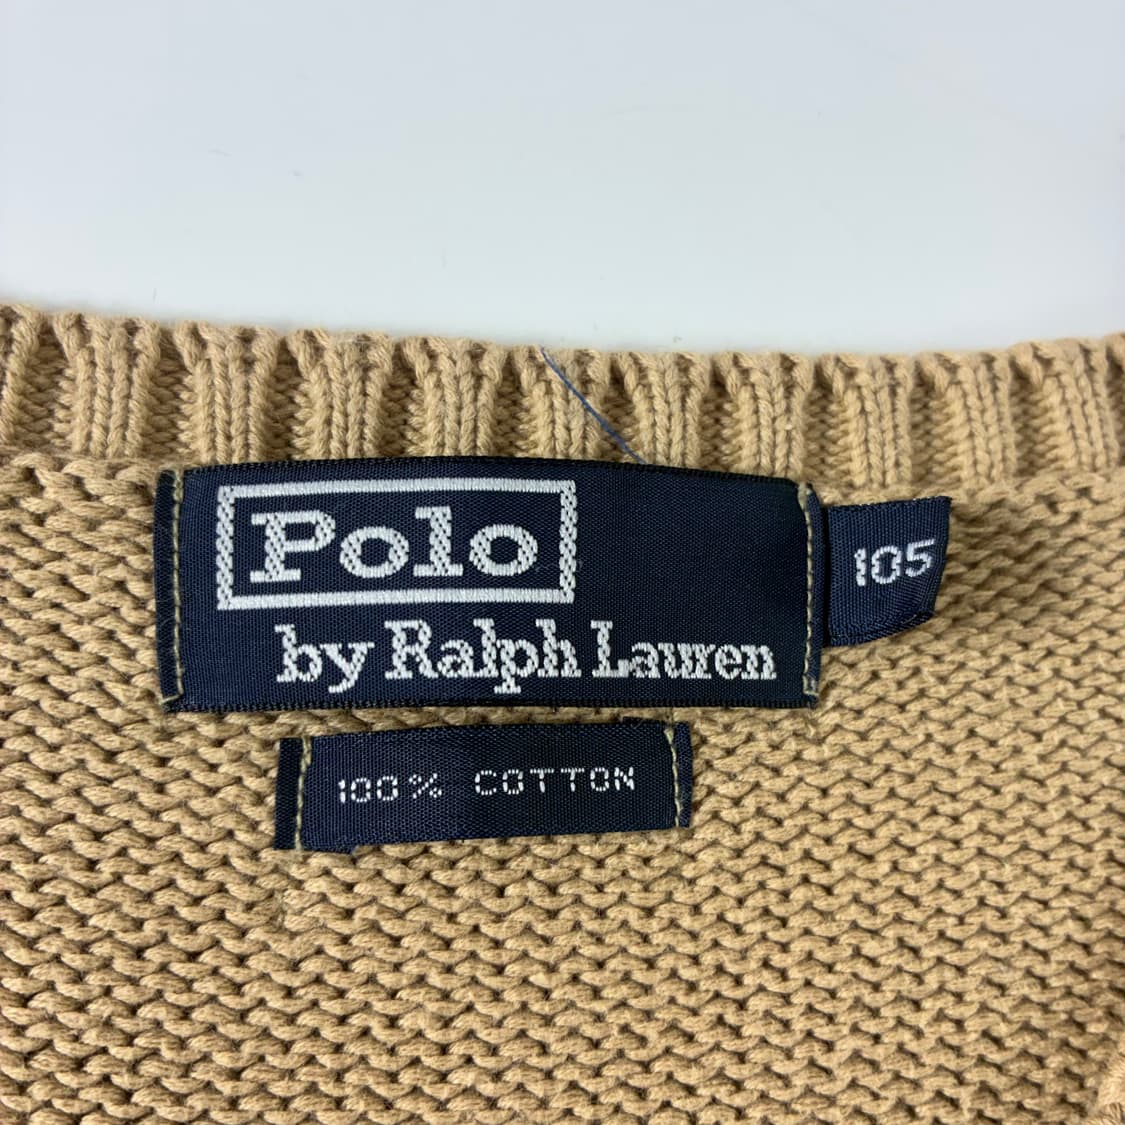 Polo
by Ralph Lauren
105
100% COTTON